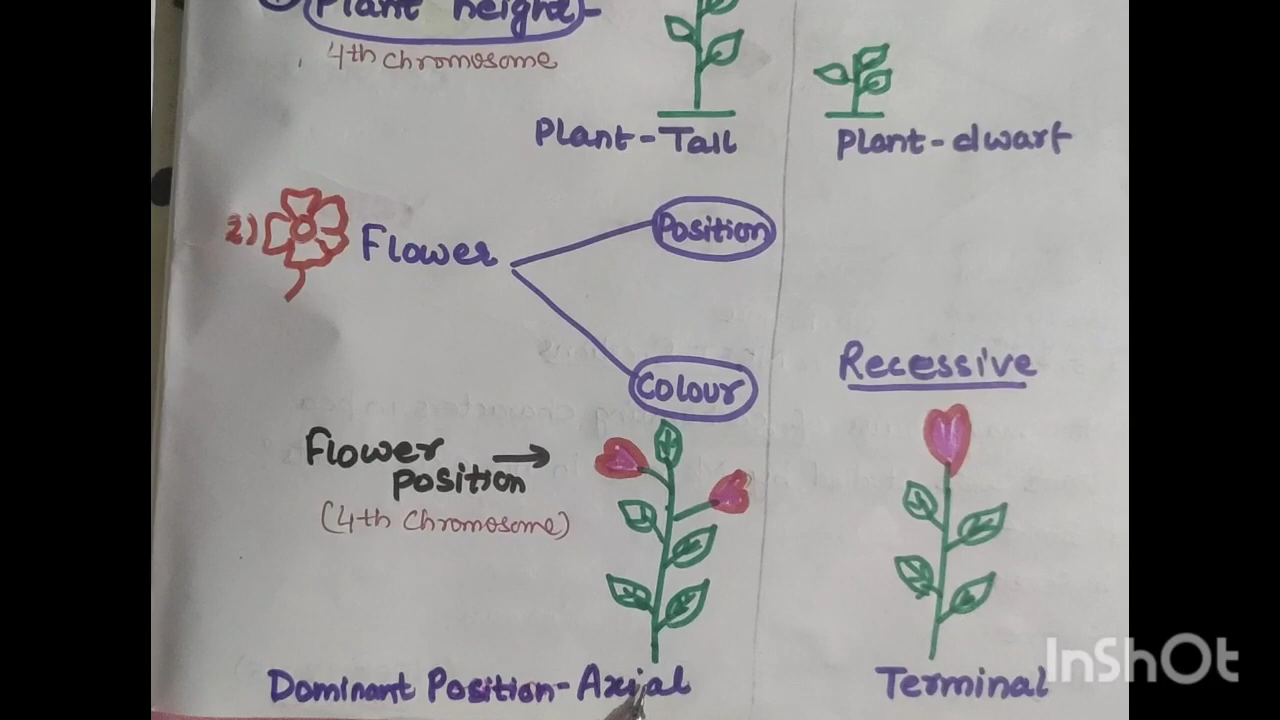 Plant height-
4th chromosome
Plant-Tall
Plant-dwarf
2) Flower
Position
Colour
Recessive
Flower position →
(4th chromosome)
Dominant Position-Axial
Terminal
InShOt